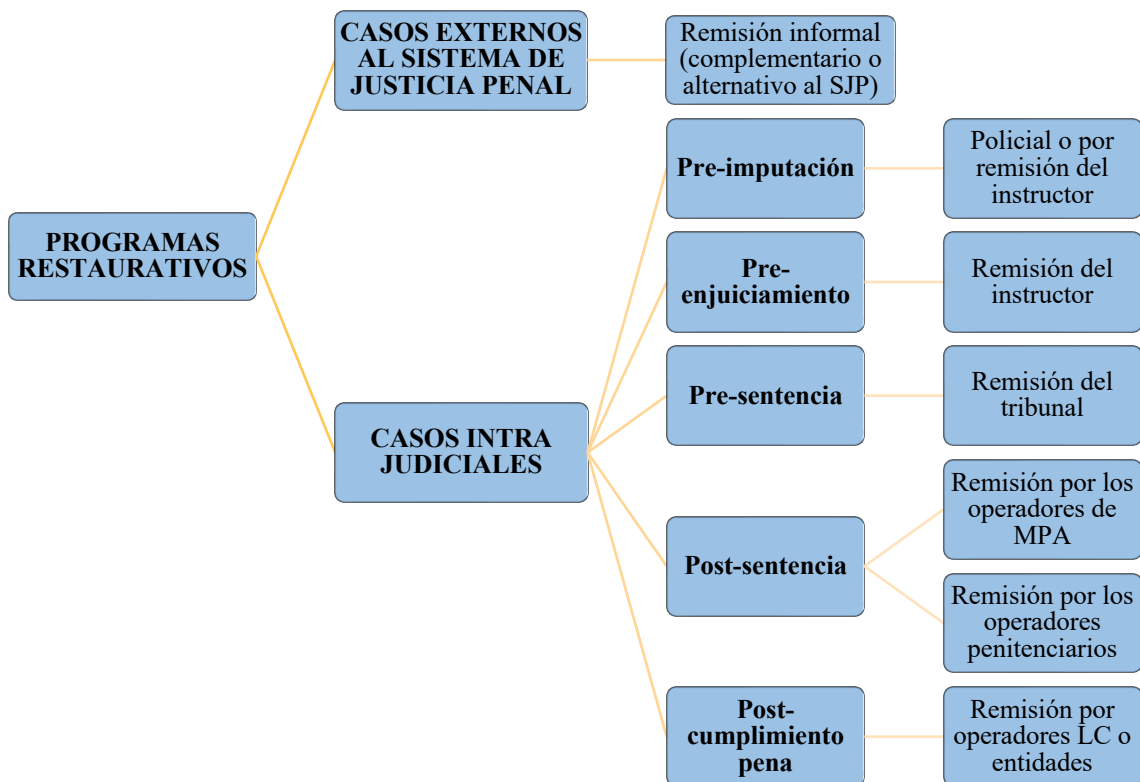 PROGRAMAS
RESTAURATIVOS
CASOS EXTERNOS
AL SISTEMA DE
JUSTICIA PENAL
Remisión informal
(complementario o
alternativo al SJP)
CASOS INTRA
JUDICIALES
Pre-imputación
Policial o por
remisión del
instructor
Pre-
enjuiciamiento
Remisión del
instructor
Pre-sentencia
Remisión del
tribunal
Post-sentencia
Remisión por los
operadores de
MPA
Remisión por los
operadores
penitenciarios
Post-
cumplimiento
pena
Remisión por
operadores LC o
entidades